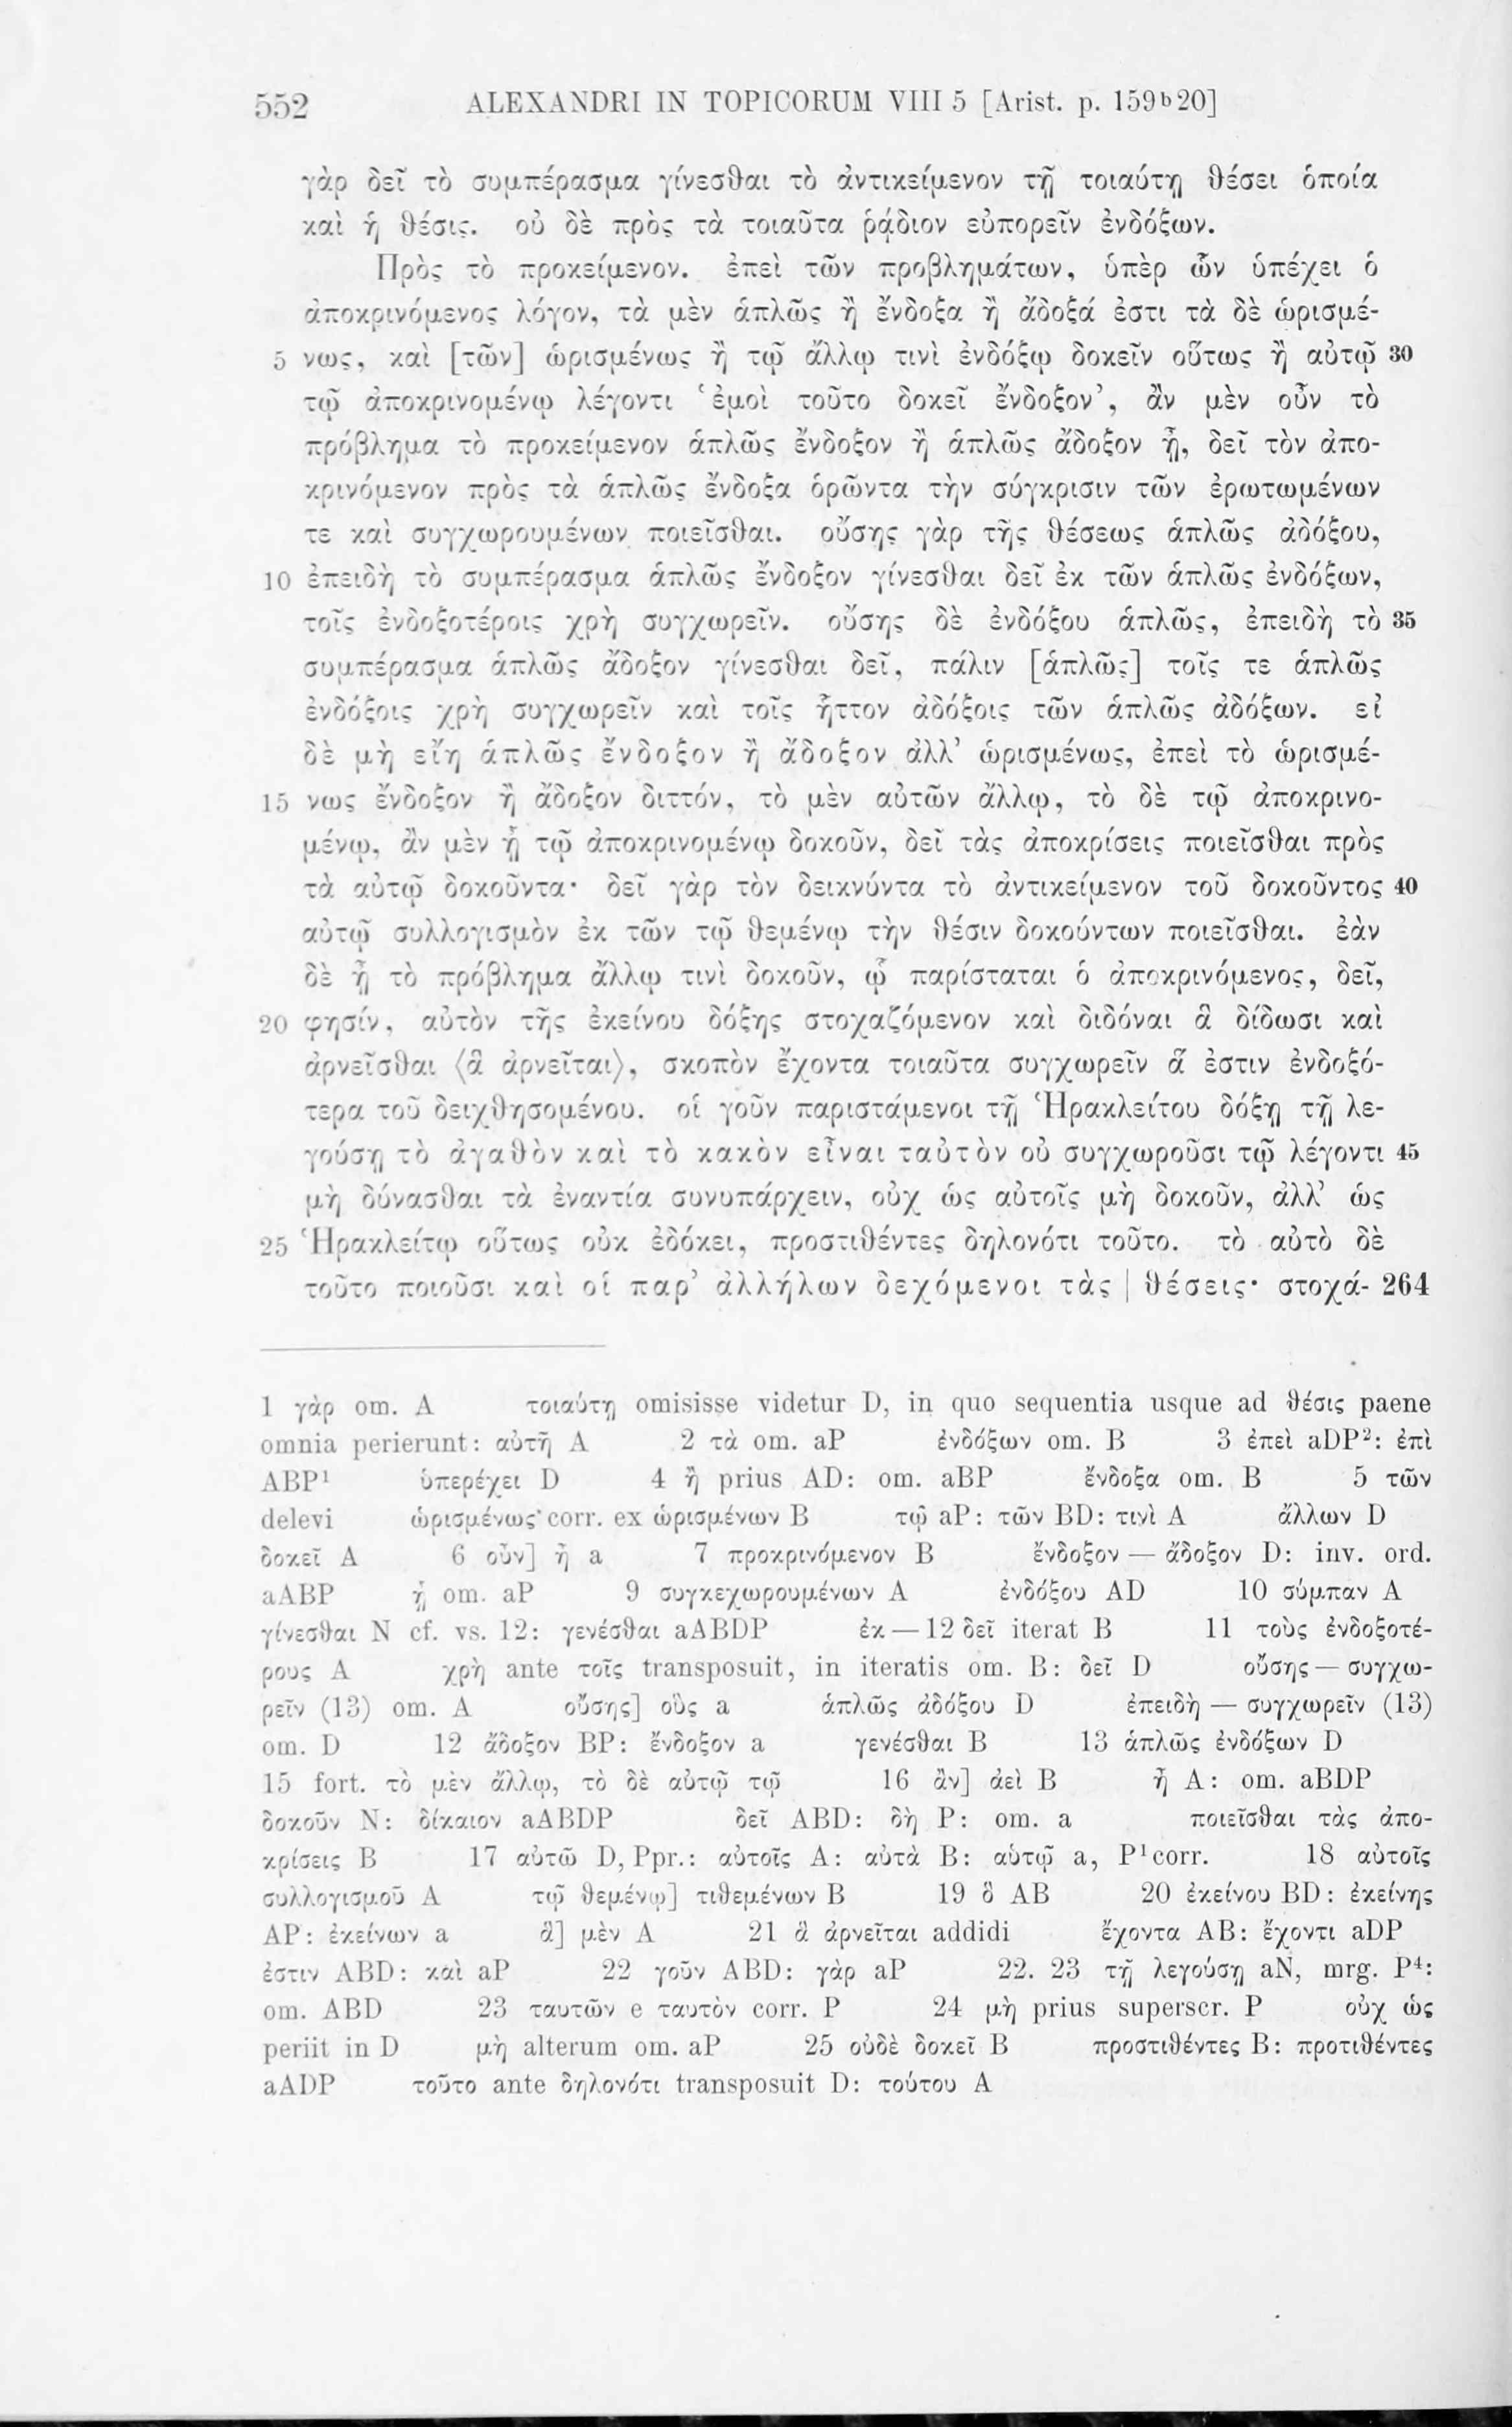 552 ALEXANDRI IN TOPICORUM VIII 5 [Arist. p. 159b20]
γὰρ δεῖ τὸ συμπέρασμα γίνεσθαι τὸ ἀντικείμενον τῇ τοιαύτῃ θέσει ὁποία
καὶ ἡ θέσις. οὐ δὲ πρὸς τὰ τοιαῦτα ῥᾴδιον εὐπορεῖν ἐνδόξων.
Πρὸς τὸ προκείμενον. ἐπεὶ τῶν προβλημάτων, ὑπὲρ ὧν ὑπέχει ὁ
ἀποκρινόμενος λόγον, τὰ μὲν ἁπλῶς ἢ ἔνδοξα ἢ ἄδοξά ἐστι τὰ δὲ ὡρισμέ-
5 νως, καὶ [τῶν] ὡρισμένως ἢ τῷ ἄλλῳ τινὶ ἐνδόξῳ δοκεῖν οὕτως ἢ αὐτῷ 30
τῷ ἀποκρινομένῳ λέγοντι ‘ἐμοὶ τοῦτο δοκεῖ ἔνδοξον’, ἂν μὲν οὖν τὸ
πρόβλημα τὸ προκείμενον ἁπλῶς ἔνδοξον ἢ ἁπλῶς ἄδοξον ᾖ, δεῖ τὸν ἀπο-
κρινόμενον πρὸς τὰ ἁπλῶς ἔνδοξα ὁρῶντα τὴν σύγκρισιν τῶν ἐρωτωμένων
τε καὶ συγχωρουμένων ποιεῖσθαι. οὔσης γὰρ τῆς θέσεως ἁπλῶς ἀδόξου,
10 ἐπειδὴ τὸ συμπέρασμα ἁπλῶς ἔνδοξον γίνεσθαι δεῖ ἐκ τῶν ἁπλῶς ἐνδόξων,
τοῖς ἐνδοξοτέροις χρὴ συγχωρεῖν. οὔσης δὲ ἐνδόξου ἁπλῶς, ἐπειδὴ τὸ 35
συμπέρασμα ἁπλῶς ἄδοξον γίνεσθαι δεῖ, πάλιν [ἁπλῶς] τοῖς τε ἁπλῶς
ἐνδόξοις χρὴ συγχωρεῖν καὶ τοῖς ἧττον ἀδόξοις τῶν ἁπλῶς ἀδόξων. εἰ
δὲ μὴ εἴη ἁπλῶς ἔνδοξον ἢ ἄδοξον ἀλλ’ ὡρισμένως, ἐπεὶ τὸ ὡρισμέ-
15 νως ἔνδοξον ἢ ἄδοξον διττόν, τὸ μὲν αὐτῶν ἄλλῳ, τὸ δὲ τῷ ἀποκρινο-
μένῳ, ἂν μὲν ᾖ τῷ ἀποκρινομένῳ δοκοῦν, δεῖ τὰς ἀποκρίσεις ποιεῖσθαι πρὸς
τὰ αὐτῷ δοκοῦντα· δεῖ γὰρ τὸν δεικνύντα τὸ ἀντικείμενον τοῦ δοκοῦντος 40
αὐτῷ συλλογισμὸν ἐκ τῶν τῷ θεμένῳ τὴν θέσιν δοκούντων ποιεῖσθαι. ἐὰν
δὲ ᾖ τὸ πρόβλημα ἄλλῳ τινὶ δοκοῦν, ᾧ παρίσταται ὁ ἀποκρινόμενος, δεῖ,
20 φησίν, αὐτὸν τῆς ἐκείνου δόξης στοχαζόμενον καὶ διδόναι ἃ δίδωσι καὶ
ἀρνεῖσθαι ⟨ἃ ἀρνεῖται⟩, σκοπὸν ἔχοντα τοιαῦτα συγχωρεῖν ἅ ἐστιν ἐνδοξό-
τερα τοῦ δειχθησομένου. οἱ γοῦν παριστάμενοι τῇ Ἡρακλείτου δόξῃ τῇ λε-
γούσῃ τὸ ἀγαθὸν καὶ τὸ κακὸν εἶναι ταὐτὸν οὐ συγχωροῦσι τῷ λέγοντι 45
μὴ δύνασθαι τὰ ἐναντία συνυπάρχειν, οὐχ ὡς αὐτοῖς μὴ δοκοῦν, ἀλλ’ ὡς
25 Ἡρακλείτῳ οὕτως οὐκ ἐδόκει, προστιθέντες δηλονότι τοῦτο. τὸ αὐτὸ δὲ
τοῦτο ποιοῦσι καὶ οἱ παρ’ ἀλλήλων δεχόμενοι τὰς | θέσεις· στοχά- 264
1 γὰρ om. A τοιαύτῃ omisisse videtur D, in quo sequentia usque ad θέσις paene
omnia perierunt: αὐτῆ A 2 τὰ om. aP ἐνδόξων om. B 3 ἐπεὶ aDP²: ἐπὶ
ABP¹ ὑπερέχει D 4 ἢ prius AD: om. aBP ἔνδοξα om. B 5 τῶν
delevi ὡρισμένως· corr. ex ὡρισμένων B τῷ aP: τῶν BD: τινὶ A ἄλλων D
δοκεῖ A 6 οὖν] ἦ a 7 προκρινόμενον B ἔνδοξον — ἄδοξον D: inv. ord.
aABP ᾖ om. aP 9 συγκεχωρουμένων A ἐνδόξου AD 10 σύμπαν A
γίνεσθαι N cf. vs. 12: γενέσθαι aABDP ἐκ — 12 δεῖ iterat B 11 τοὺς ἐνδοξοτέ-
ρους A χρὴ ante τοῖς transposuit, in iteratis om. B: δεῖ D οὔσης — συγχω-
ρεῖν (13) om. A οὔσης] οὓς a ἁπλῶς ἀδόξου D ἐπειδὴ — συγχωρεῖν (13)
om. D 12 ἄδοξον BP: ἔνδοξον a γενέσθαι B 13 ἁπλῶς ἐνδόξων D
15 fort. τὸ μὲν ἄλλῳ, τὸ δὲ αὐτῷ τῷ 16 ἂν] ἀεὶ B ἦ A: om. aBDP
δοκοῦν N: δίκαιον aABDP δεῖ ABD: δὴ P: om. a ποιεῖσθαι τὰς ἀπο-
κρίσεις B 17 αὐτῶ D, Ppr.: αὐτοῖς A: αὐτὰ B: αὑτῷ a, P¹corr. 18 αὐτοῖς
συλλογισμοῦ A τῷ θεμένῳ] τιθεμένων B 19 ὃ AB 20 ἐκείνου BD: ἐκείνης
AP: ἐκείνων a ἃ] μὲν A 21 ἃ ἀρνεῖται addidi ἔχοντα AB: ἔχοντι aDP
ἐστιν ABD: καὶ aP 22 γοῦν ABD: γὰρ aP 22. 23 τῇ λεγούσῃ aN, mrg. P⁴:
om. ABD 23 ταυτῶν e ταυτὸν corr. P 24 μὴ prius superscr. P οὐχ ὡς
periit in D μὴ alterum om. aP 25 οὐδὲ δοκεῖ B προστιθέντες B: προτιθέντες
aADP τοῦτο ante δηλονότι transposuit D: τούτου A